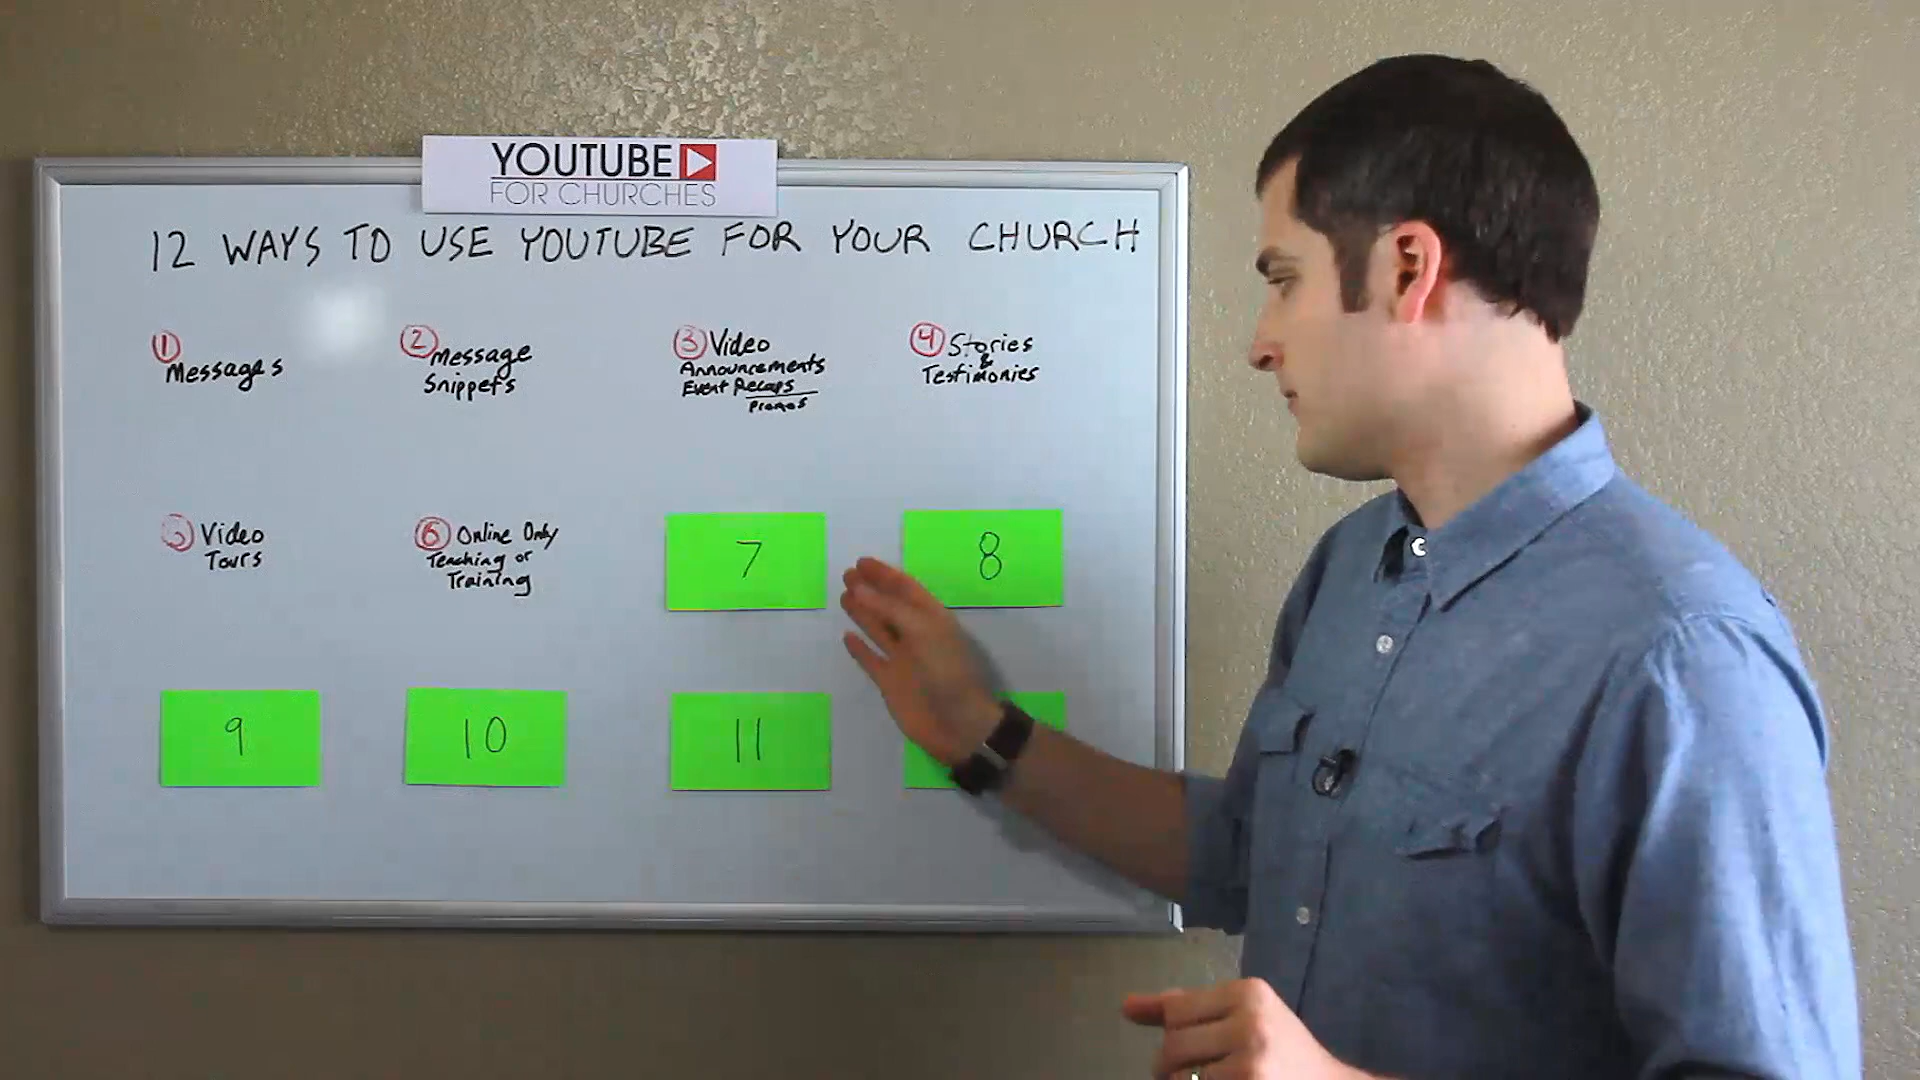 YOUTUBE
FOR CHURCHES
12 WAYS TO USE YOUTUBE FOR YOUR CHURCH
1
Messages
2 Message
Snippets
3 Video
Announcements
Event Recaps
Promos
4 Stories
&
Testimonies
5 Video
Tours
6 Online Only
Teaching or
Training
7
8
9
10
11